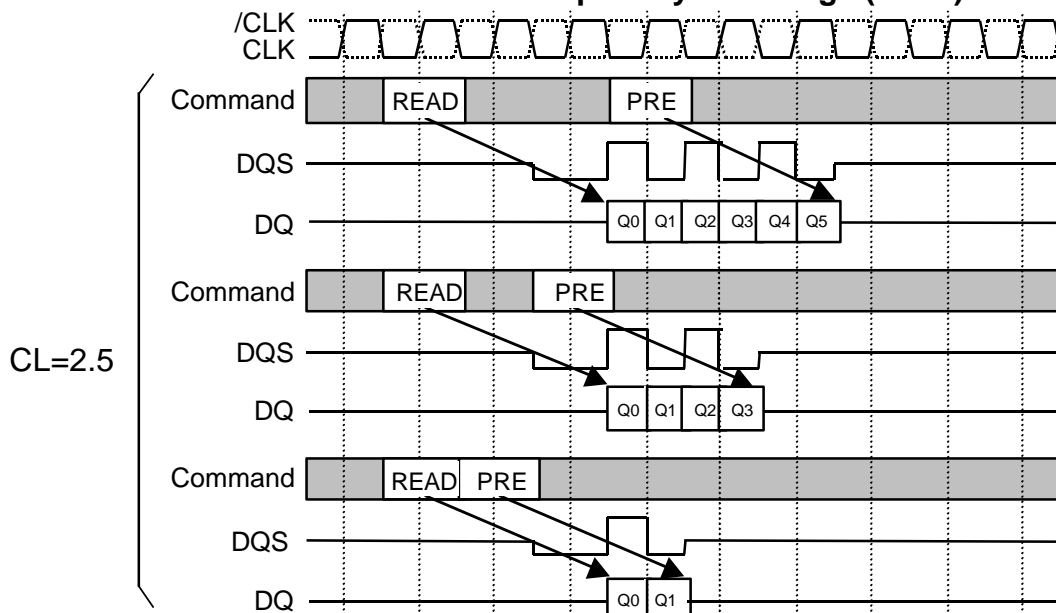 /CLK
CLK
Command READ PRE
DQS
DQ Q0 Q1 Q2 Q3 Q4 Q5
Command READ PRE
DQS
CL=2.5
DQ Q0 Q1 Q2 Q3
Command READ PRE
DQS
DQ Q0 Q1